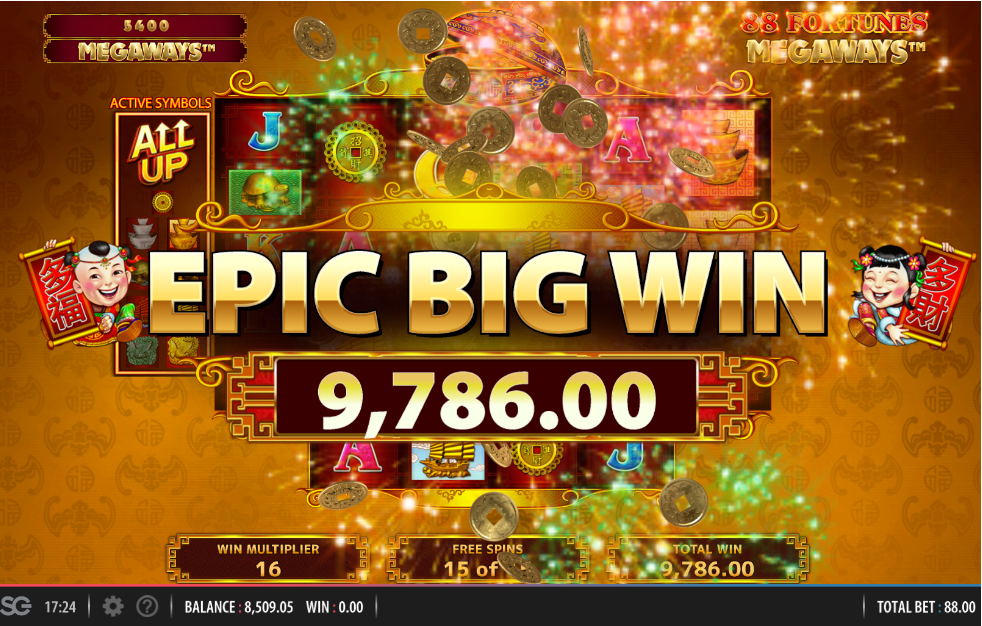 5400
MEGAWAYS™
88 FORTUNES
MEGAWAYS™
ACTIVE SYMBOLS
ALL
UP
J
A
K
A
多福
EPIC BIG WIN
多財
9,786.00
A
J
WIN MULTIPLIER
16
FREE SPINS
15 of
TOTAL WIN
9,786.00
SG
17:24
BALANCE : 8,509.05
WIN : 0.00
TOTAL BET : 88.00